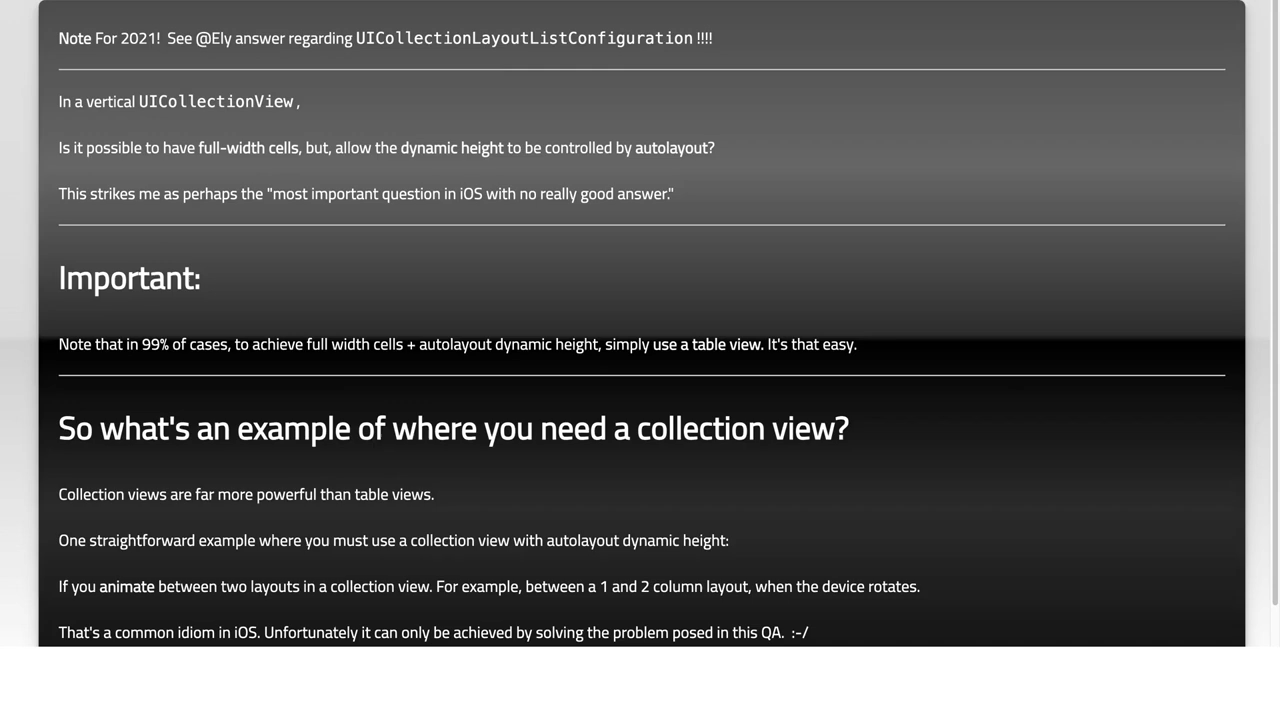 Note For 2021! See @Ely answer regarding UICollectionLayoutListConfiguration !!!!
In a vertical UICollectionView ,
Is it possible to have full-width cells, but, allow the dynamic height to be controlled by autolayout?
This strikes me as perhaps the "most important question in iOS with no really good answer."
Important:
Note that in 99% of cases, to achieve full width cells + autolayout dynamic height, simply use a table view. It's that easy.
So what's an example of where you need a collection view?
Collection views are far more powerful than table views.
One straightforward example where you must use a collection view with autolayout dynamic height:
If you animate between two layouts in a collection view. For example, between a 1 and 2 column layout, when the device rotates.
That's a common idiom in iOS. Unfortunately it can only be achieved by solving the problem posed in this QA. :-/